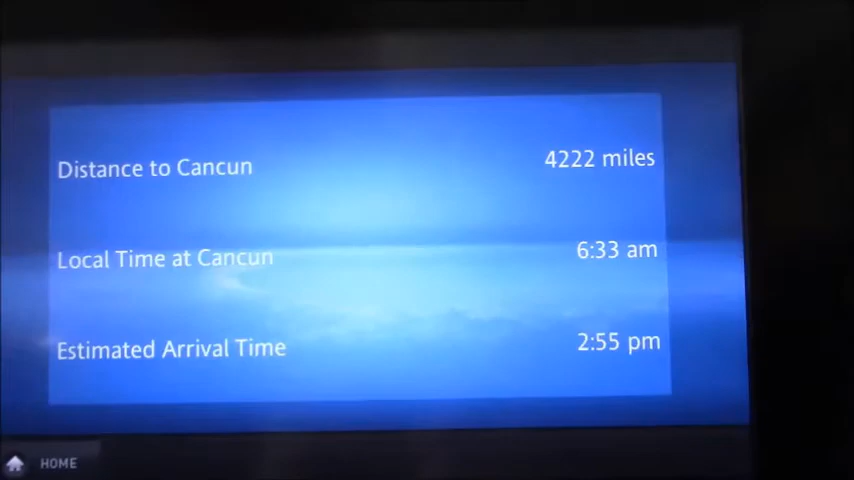 Distance to Cancun 4222 miles
Local Time at Cancun 6:33 am
Estimated Arrival Time 2:55 pm
HOME